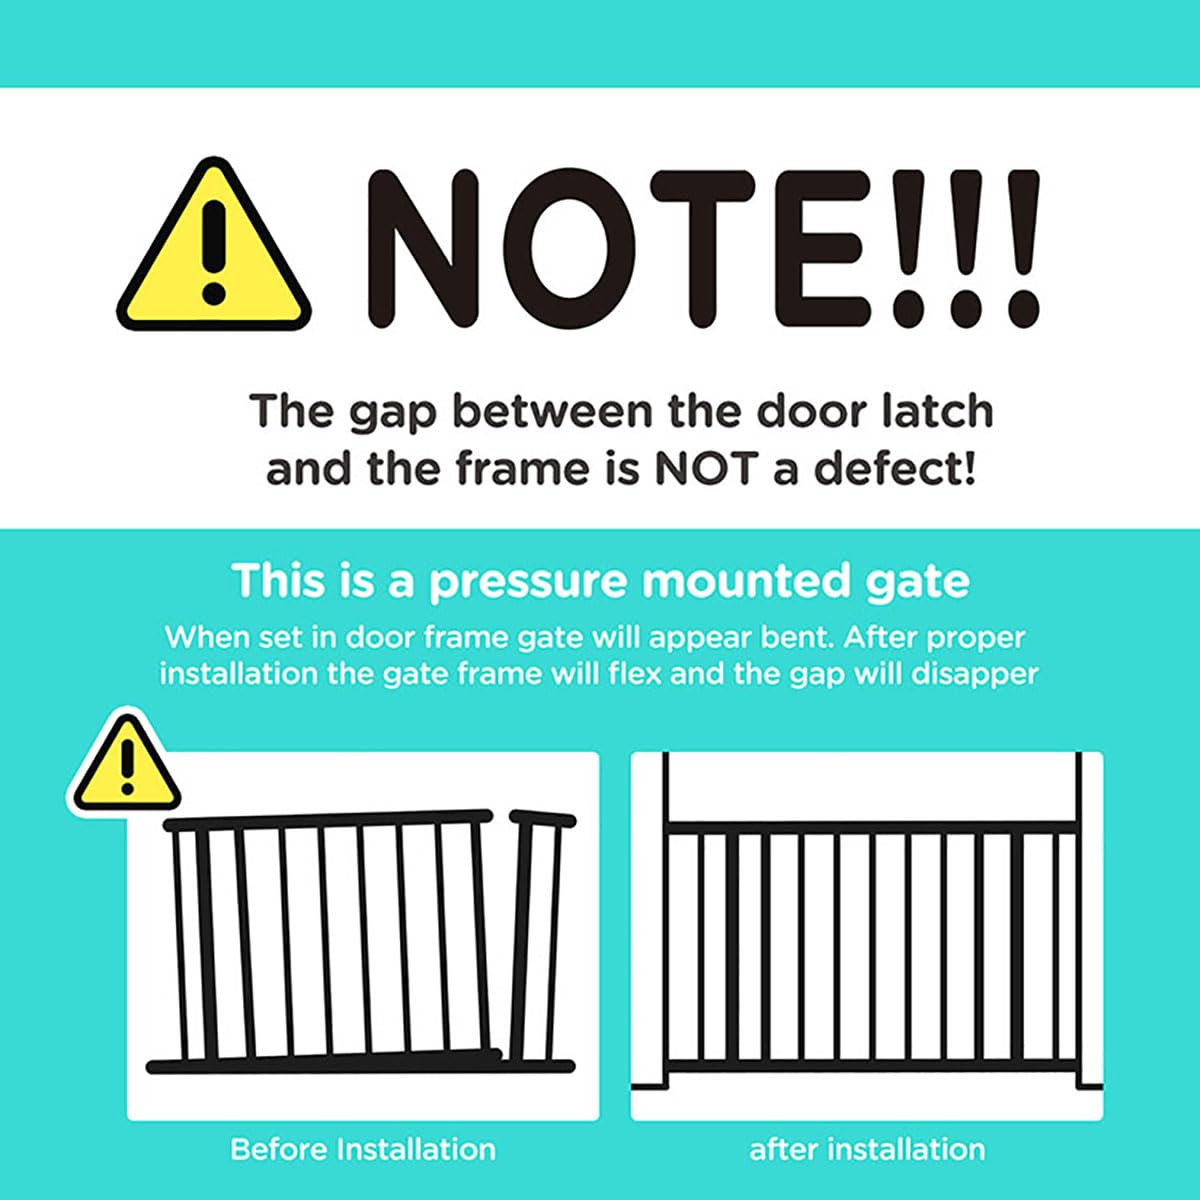 NOTE!!!
The gap between the door latch
and the frame is NOT a defect!
This is a pressure mounted gate
When set in door frame gate will appear bent. After proper
installation the gate frame will flex and the gap will disapper
Before Installation
after installation